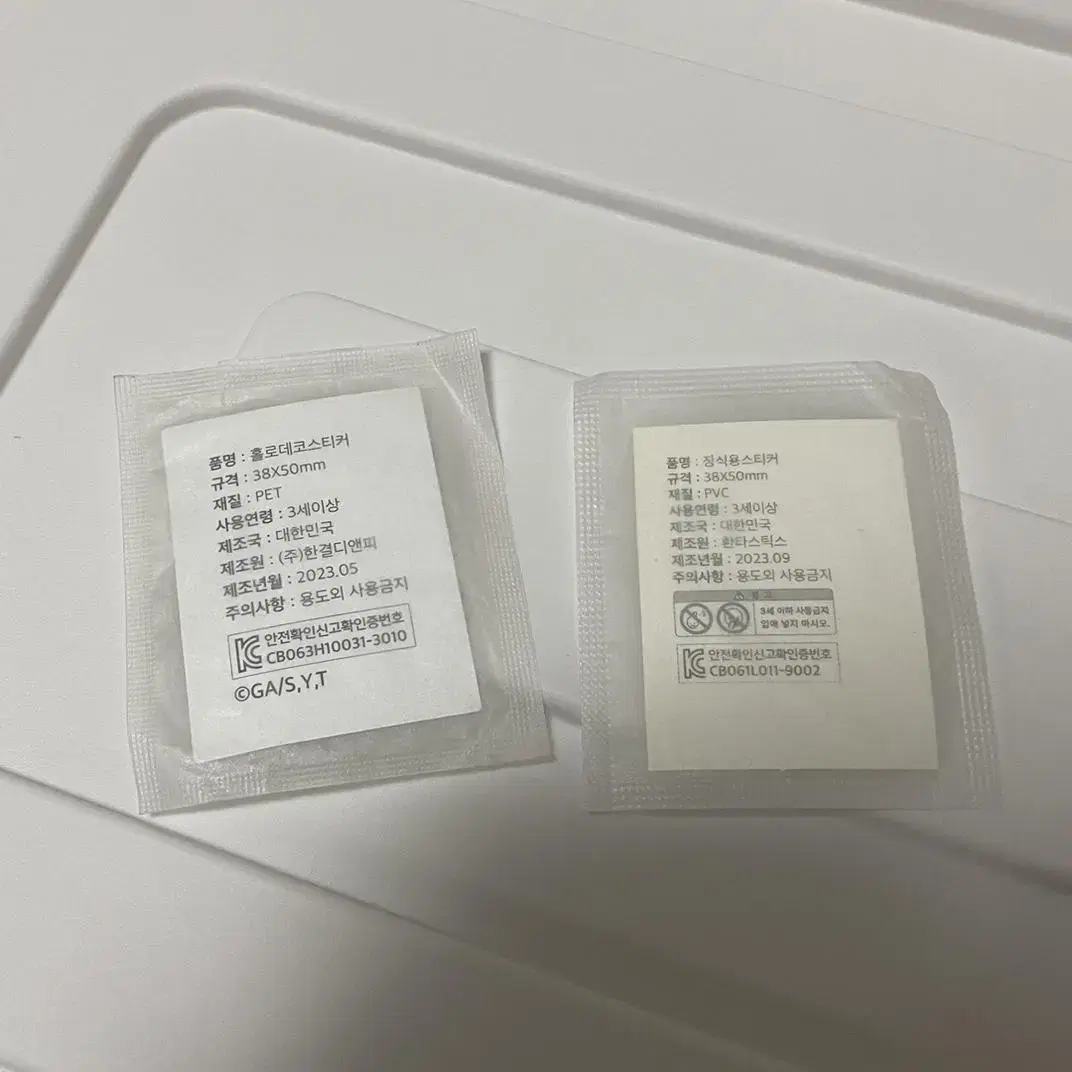 품명 : 홀로데코스티커
규격 : 38X50mm
재질 : PET
사용연령 : 3세이상
제조국 : 대한민국
제조원 : (주)한결디앤피
제조년월 : 2023.05
주의사항 : 용도외 사용금지
안전확인신고확인증번호
CB063H10031-3010
©GA/S,Y,T
품명 : 장식용스티커
규격 : 38X50mm
재질 : PVC
사용연령 : 3세이상
제조국 : 대한민국
제조원 : 환타스틱스
제조년월 : 2023.09
주의사항 : 용도외 사용금지
경고
3세 이하 사용금지
입에 넣지 마시오.
안전확인신고확인증번호
CB061L011-9002